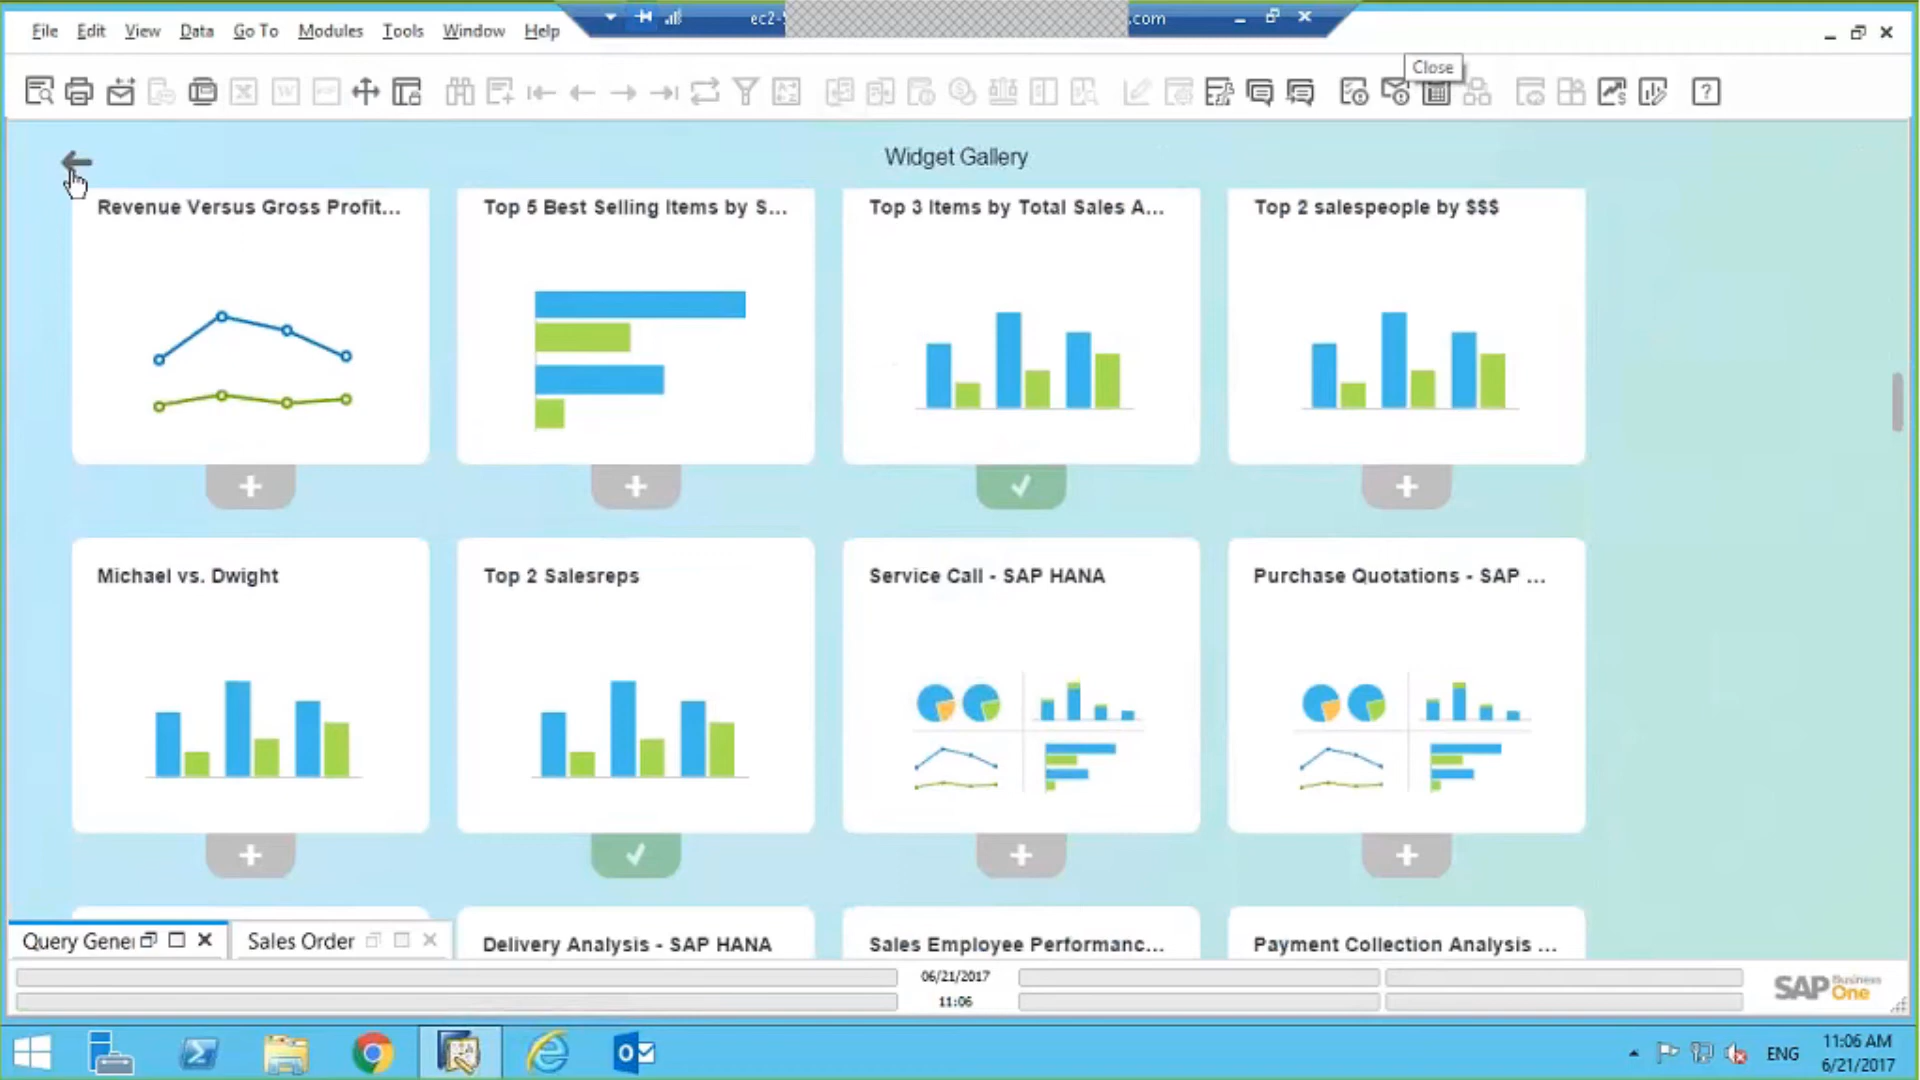 ec2-
.com
File Edit View Data Go To Modules Tools Window Help
Close
Widget Gallery
Revenue Versus Gross Profit...
Top 5 Best Selling Items by S...
Top 3 Items by Total Sales A...
Top 2 salespeople by $$$
Michael vs. Dwight
Top 2 Salesreps
Service Call - SAP HANA
Purchase Quotations - SAP ...
Query Gene
Sales Order
Delivery Analysis - SAP HANA
Sales Employee Performanc...
Payment Collection Analysis ...
06/21/2017
11:06
SAP Business One
ENG
11:06 AM
6/21/2017